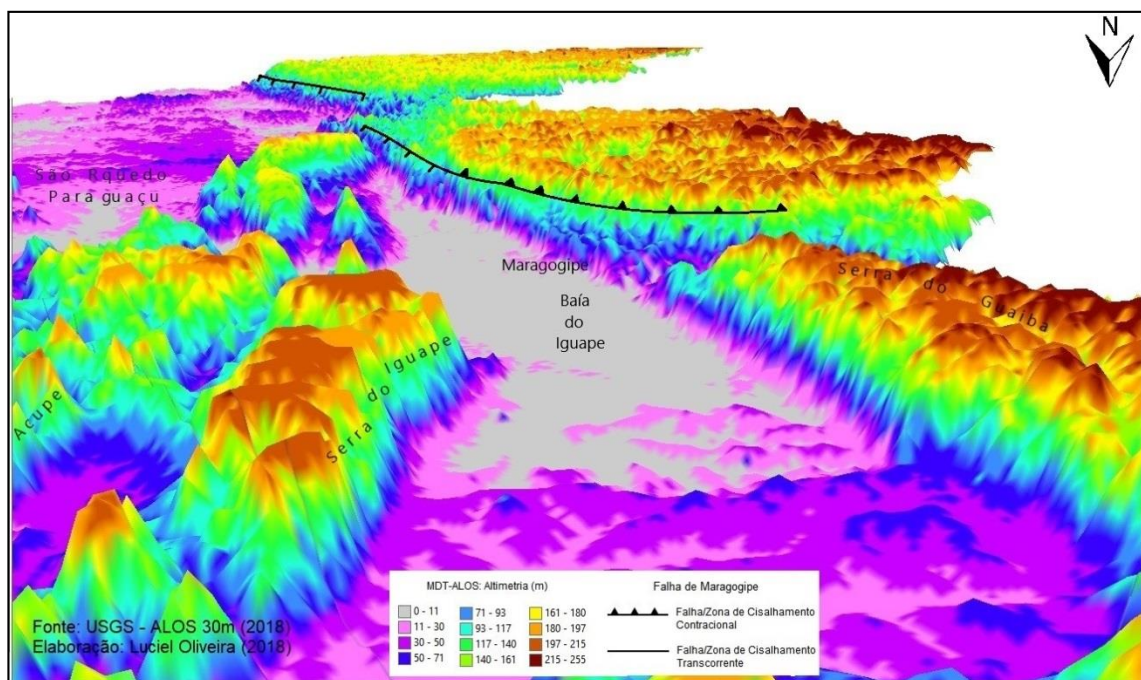 N
São Rquedo
Paraguaçu
Maragogipe
Baía
do
Iguape
Serra do Guaiba
Serra do Iguape
Acupe
Fonte: USGS - ALOS 30m (2018)
Elaboração: Luciel Oliveira (2018)
MDT-ALOS: Altimetria (m)
0 - 11
11 - 30
30 - 50
50 - 71
71 - 93
93 - 117
117 - 140
140 - 161
161 - 180
180 - 197
197 - 215
215 - 255
Falha de Maragogipe
Falha/Zona de Cisalhamento
Contracional
Falha/Zona de Cisalhamento
Transcorrente